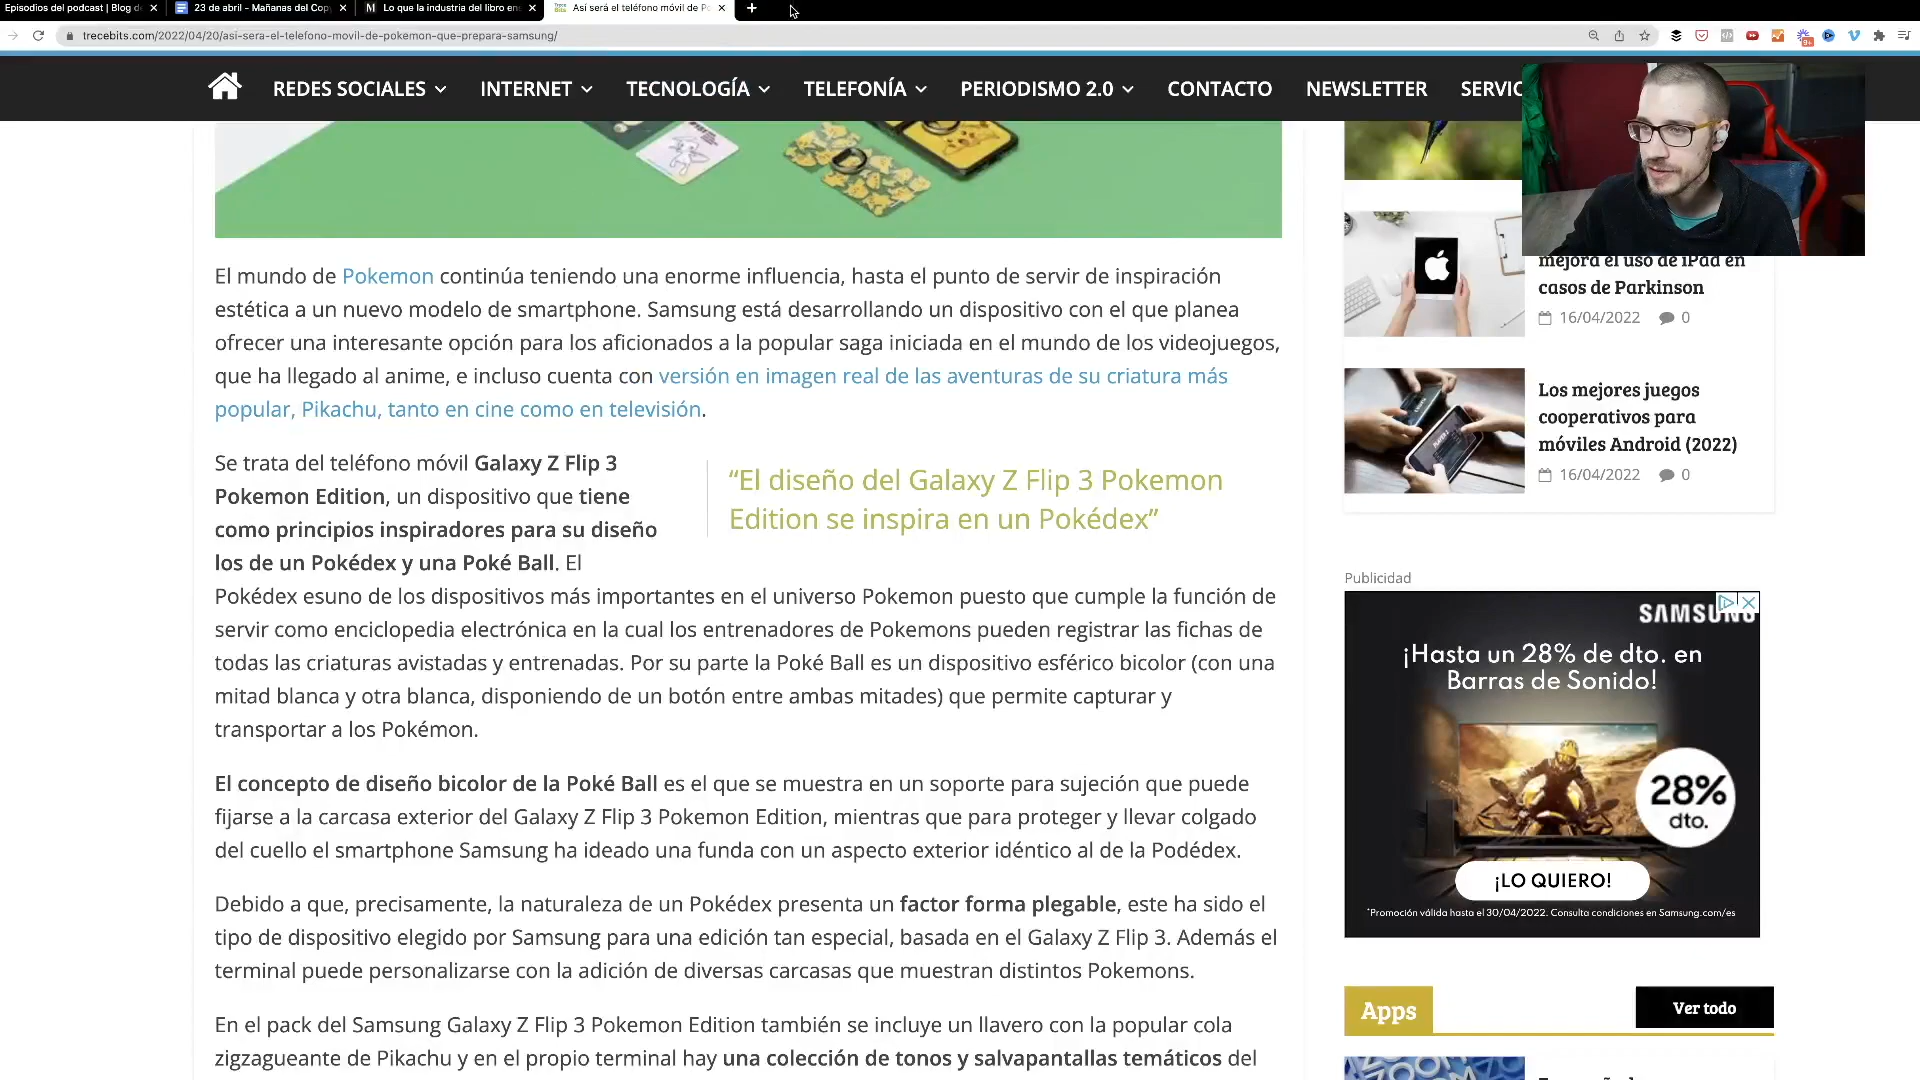 Episodios del podcast | Blog d
23 de abril - Mañanas del Cop
Lo que la industria del libro en
Así será el teléfono móvil de P
trecebits.com/2022/04/20/asi-sera-el-telefono-movil-de-pokemon-que-prepara-samsung/
REDES SOCIALES
INTERNET
TECNOLOGÍA
TELEFONÍA
PERIODISMO 2.0
CONTACTO
NEWSLETTER
SERVIC
El mundo de Pokemon continúa teniendo una enorme influencia, hasta el punto de servir de inspiración
estética a un nuevo modelo de smartphone. Samsung está desarrollando un dispositivo con el que planea
ofrecer una interesante opción para los aficionados a la popular saga iniciada en el mundo de los videojuegos,
que ha llegado al anime, e incluso cuenta con versión en imagen real de las aventuras de su criatura más
popular, Pikachu, tanto en cine como en televisión.
Se trata del teléfono móvil Galaxy Z Flip 3
Pokemon Edition, un dispositivo que tiene
como principios inspiradores para su diseño
los de un Pokédex y una Poké Ball. El
“El diseño del Galaxy Z Flip 3 Pokemon
Edition se inspira en un Pokédex”
Pokédex esuno de los dispositivos más importantes en el universo Pokemon puesto que cumple la función de
servir como enciclopedia electrónica en la cual los entrenadores de Pokemons pueden registrar las fichas de
todas las criaturas avistadas y entrenadas. Por su parte la Poké Ball es un dispositivo esférico bicolor (con una
mitad blanca y otra blanca, disponiendo de un botón entre ambas mitades) que permite capturar y
transportar a los Pokémon.
El concepto de diseño bicolor de la Poké Ball es el que se muestra en un soporte para sujeción que puede
fijarse a la carcasa exterior del Galaxy Z Flip 3 Pokemon Edition, mientras que para proteger y llevar colgado
del cuello el smartphone Samsung ha ideado una funda con un aspecto exterior idéntico al de la Podédex.
Debido a que, precisamente, la naturaleza de un Pokédex presenta un factor forma plegable, este ha sido el
tipo de dispositivo elegido por Samsung para una edición tan especial, basada en el Galaxy Z Flip 3. Además el
terminal puede personalizarse con la adición de diversas carcasas que muestran distintos Pokemons.
En el pack del Samsung Galaxy Z Flip 3 Pokemon Edition también se incluye un llavero con la popular cola
zigzagueante de Pikachu y en el propio terminal hay una colección de tonos y salvapantallas temáticos del
mejora el uso de iPad en
casos de Parkinson
16/04/2022 0
Los mejores juegos
cooperativos para
móviles Android (2022)
16/04/2022 0
Publicidad
SAMSUNG
¡Hasta un 28% de dto. en
Barras de Sonido!
28%
dto.
¡LO QUIERO!
*Promoción válida hasta el 30/04/2022. Consulta condiciones en Samsung.com/es
Apps
Ver todo